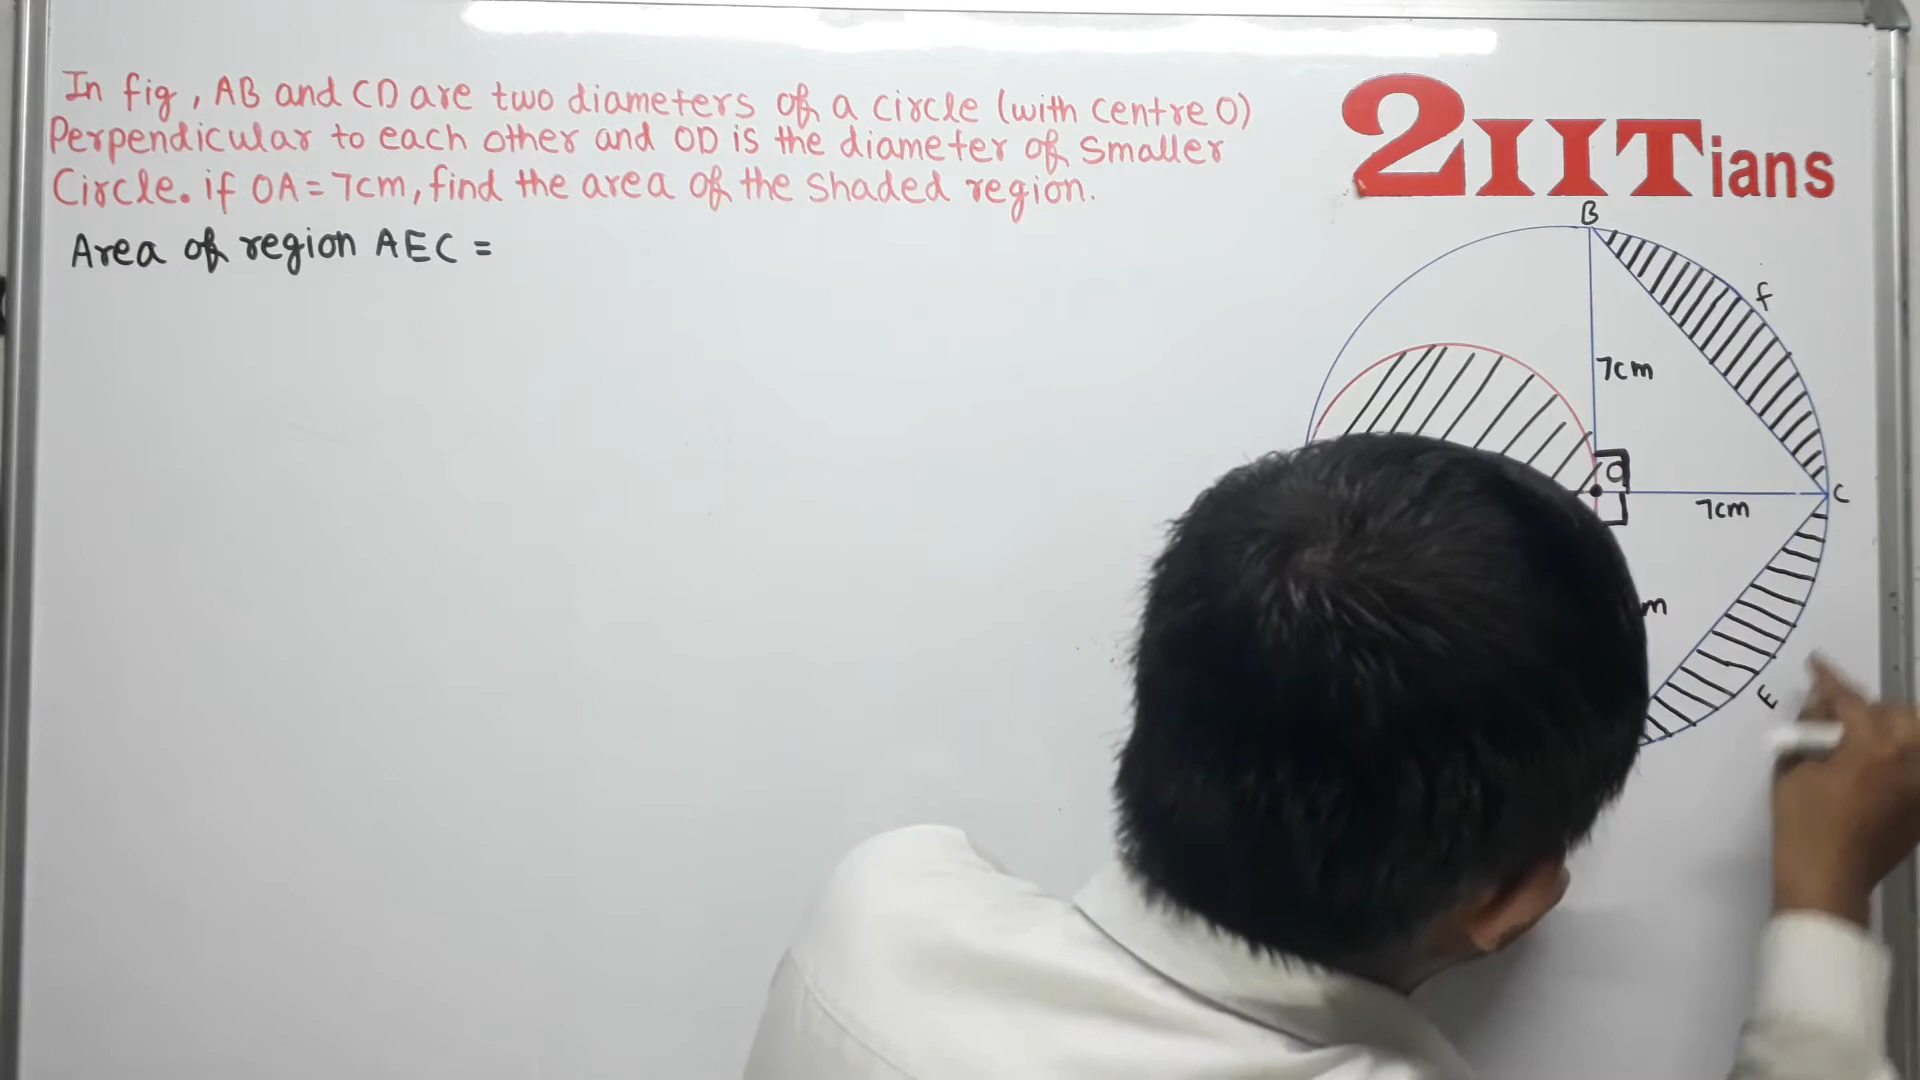 In fig, AB and CD are two diameters of a circle (with centre O)
Perpendicular to each other and OD is the diameter of smaller
Circle. if OA = 7cm, find the area of the shaded region.
2IITians
Area of region AEC =
B
f
7cm
O
C
7cm
m
E